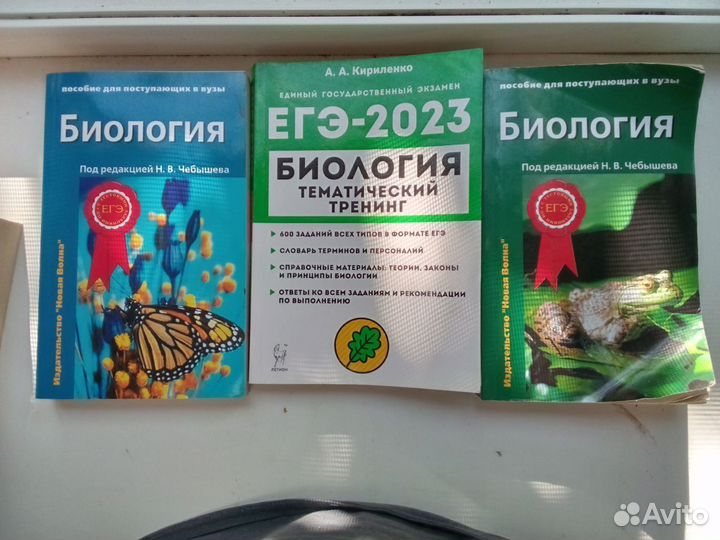 пособие для поступающих в вузы
Биология
Под редакцией Н. В. Чебышева
ЕГЭ
Издательство "Новая Волна"
А. А. Кириленко
ЕДИНЫЙ ГОСУДАРСТВЕННЫЙ ЭКЗАМЕН
ЕГЭ-2023
БИОЛОГИЯ
ТЕМАТИЧЕСКИЙ
ТРЕНИНГ
600 ЗАДАНИЙ ВСЕХ ТИПОВ В ФОРМАТЕ ЕГЭ
СЛОВАРЬ ТЕРМИНОВ И ПЕРСОНАЛИЙ
СПРАВОЧНЫЕ МАТЕРИАЛЫ: ТЕОРИИ, ЗАКОНЫ
И ПРИНЦИПЫ БИОЛОГИИ
ОТВЕТЫ КО ВСЕМ ЗАДАНИЯМ И РЕКОМЕНДАЦИИ
ПО ВЫПОЛНЕНИЮ
ЛЕГИОН
пособие для поступающих в вузы
Биология
Под редакцией Н. В. Чебышева
ЕГЭ
Издательство "Новая Волна"
Avito